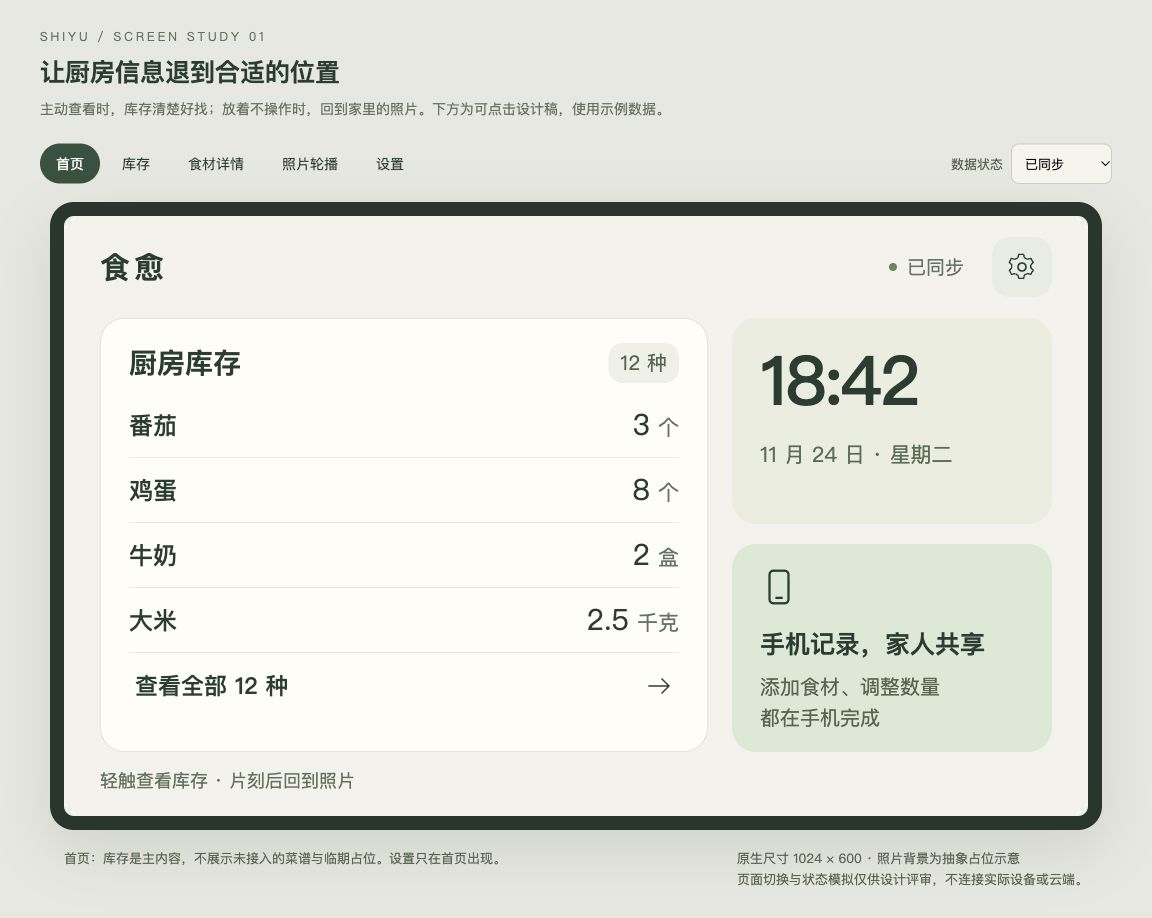 SHIYU / SCREEN STUDY 01
让厨房信息退到合适的位置
主动查看时，库存清楚好找；放着不操作时，回到家里的照片。下方为可点击设计稿，使用示例数据。
首页 库存 食材详情 照片轮播 设置 数据状态 已同步
食愈 已同步
厨房库存 12 种
番茄 3 个
鸡蛋 8 个
牛奶 2 盒
大米 2.5 千克
查看全部 12 种 →
18:42
11 月 24 日 · 星期二
手机记录，家人共享
添加食材、调整数量
都在手机完成
轻触查看库存 · 片刻后回到照片
首页：库存是主内容，不展示未接入的菜谱与临期占位。设置只在首页出现。
原生尺寸 1024 × 600 · 照片背景为抽象占位示意
页面切换与状态模拟仅供设计评审，不连接实际设备或云端。